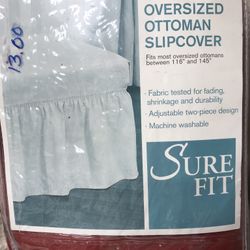 13.00
OVERSIZED
OTTOMAN
SLIPCOVER
Fits most oversized ottomans
between 116" and 145"
· Fabric tested for fading,
shrinkage and durability
· Adjustable two-piece design
· Machine washable
SURE
FIT